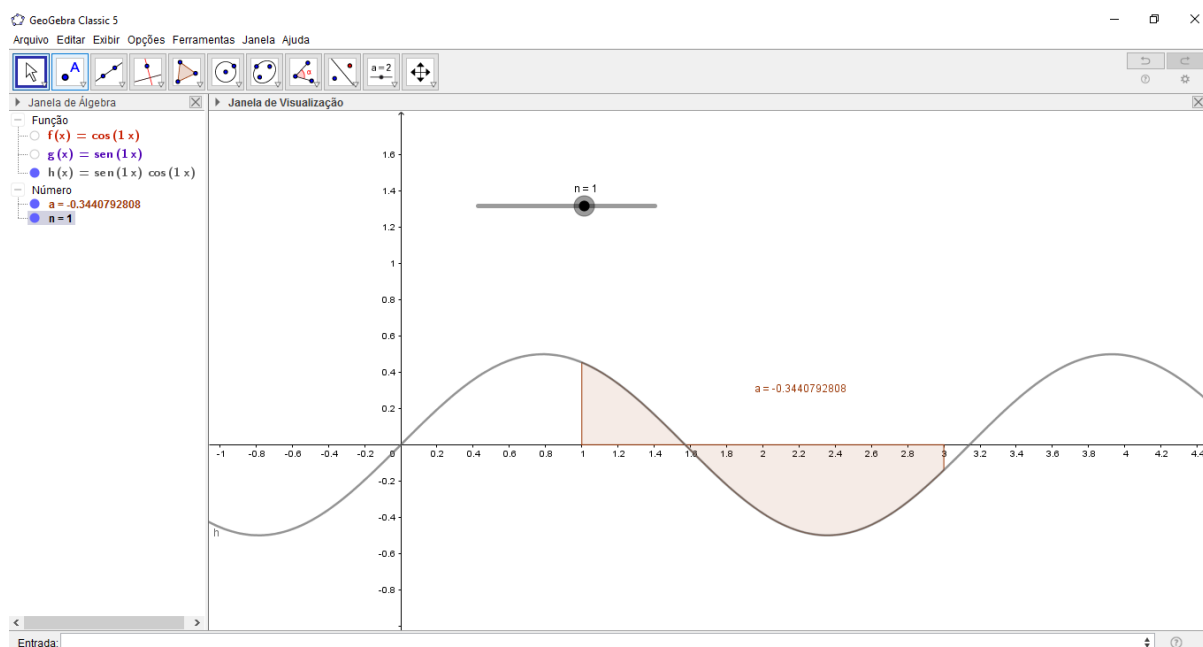 GeoGebra Classic 5
Arquivo Editar Exibir Opções Ferramentas Janela Ajuda
A
α
a=2
Janela de Álgebra
Janela de Visualização
Função
f(x) = cos(1 x)
g(x) = sen(1 x)
h(x) = sen(1 x) cos(1 x)
Número
a = -0.3440792808
n = 1
n = 1
a = -0.3440792808
1.6
1.4
1.2
1
0.8
0.6
0.4
0.2
-0.2
-0.4
-0.6
-0.8
-1 -0.8 -0.6 -0.4 -0.2 0 0.2 0.4 0.6 0.8 1 1.2 1.4 1.6 1.8 2 2.2 2.4 2.6 2.8 3 3.2 3.4 3.6 3.8 4 4.2 4.4
h
Entrada: